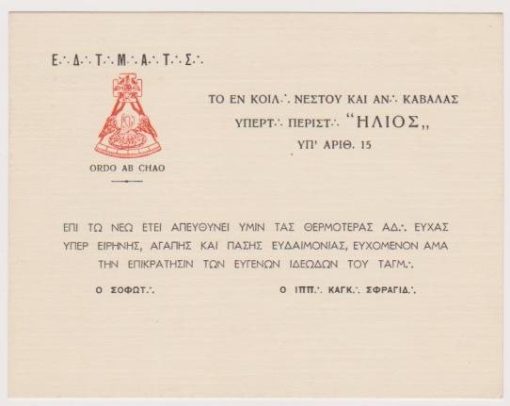 Ε∴ Δ∴ Τ∴ Μ∴ Α∴ Τ∴ Σ∴
ORDO AB CHAO
ΤΟ ΕΝ ΚΟΙΛ∴ ΝΕΣΤΟΥ ΚΑΙ ΑΝ∴ ΚΑΒΑΛΑΣ
ΥΠΕΡΤ∴ ΠΕΡΙΣΤ∴ "ΗΛΙΟΣ„
ΥΠ' ΑΡΙΘ. 15
ΕΠΙ ΤΩ ΝΕΩ ΕΤΕΙ ΑΠΕΥΘΥΝΕΙ ΥΜΙΝ ΤΑΣ ΘΕΡΜΟΤΕΡΑΣ ΑΔ∴ ΕΥΧΑΣ
ΥΠΕΡ ΕΙΡΗΝΗΣ, ΑΓΑΠΗΣ ΚΑΙ ΠΑΣΗΣ ΕΥΔΑΙΜΟΝΙΑΣ, ΕΥΧΟΜΕΝΟΝ ΑΜΑ
ΤΗΝ ΕΠΙΚΡΑΤΗΣΙΝ ΤΩΝ ΕΥΓΕΝΩΝ ΙΔΕΩΔΩΝ ΤΟΥ ΤΑΓΜ∴
Ο ΣΟΦΩΤ∴ Ο ΙΠΠ∴ ΚΑΓΚ∴ ΣΦΡΑΓΙΔ∴